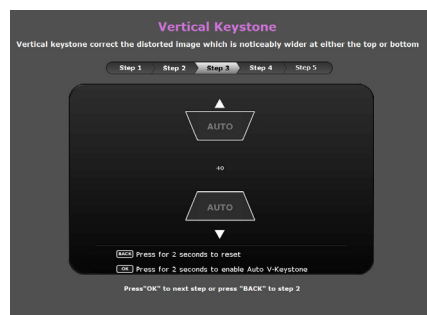 Vertical Keystone
Vertical keystone correct the distorted image which is noticeably wider at either the top or bottom
Step 1 Step 2 Step 3 Step 4 Step 5
AUTO
+0
AUTO
BACK Press for 2 seconds to reset
OK Press for 2 seconds to enable Auto V-Keystone
Press"OK" to next step or press "BACK" to step 2